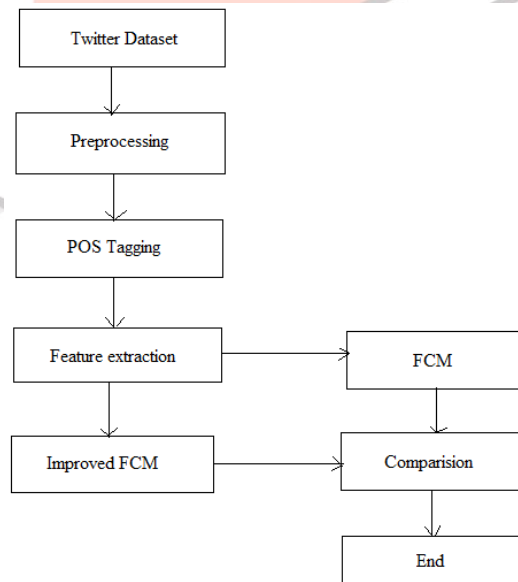 Twitter Dataset
Preprocessing
POS Tagging
Feature extraction
FCM
Improved FCM
Comparision
End